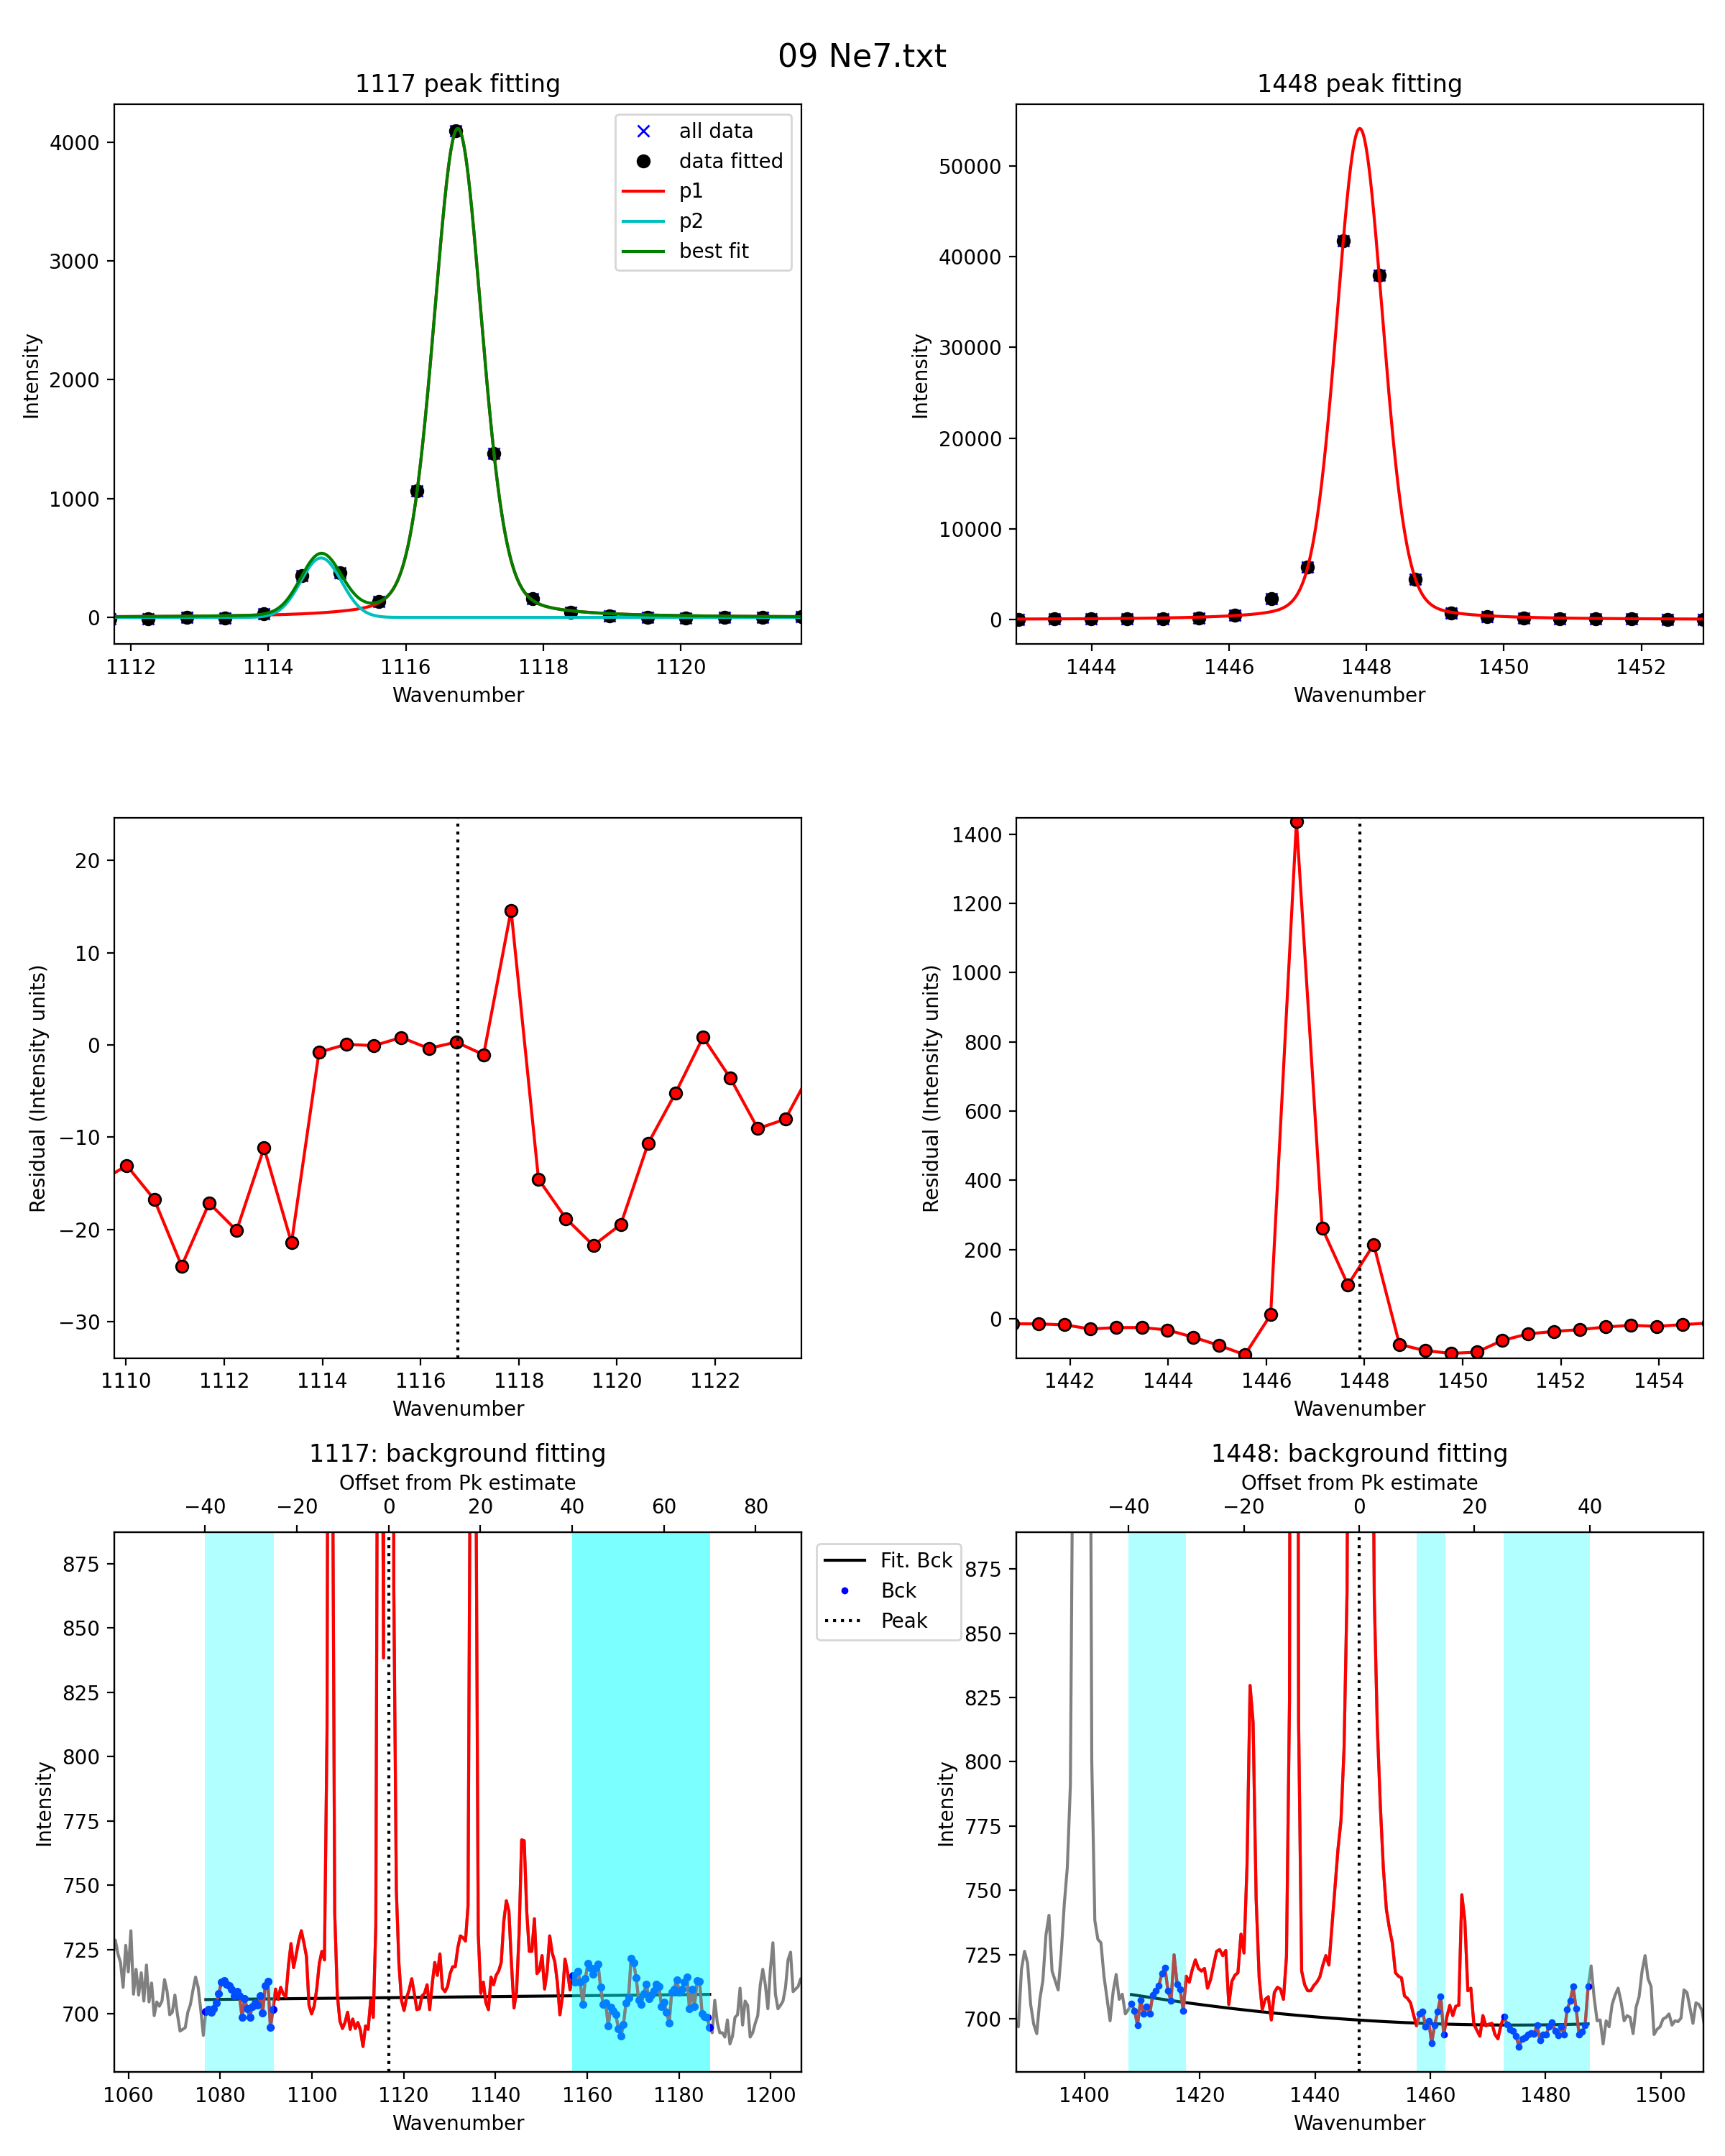 09 Ne7.txt
1117 peak fitting
4000
3000
2000
1000
0
Intensity
all data
data fitted
p1
p2
best fit
1112 1114 1116 1118 1120
Wavenumber
1448 peak fitting
50000
40000
30000
20000
10000
0
Intensity
1444 1446 1448 1450 1452
Wavenumber
20
10
0
−10
−20
−30
Residual (Intensity units)
1110 1112 1114 1116 1118 1120 1122
Wavenumber
1400
1200
1000
800
600
400
200
0
Residual (Intensity units)
1442 1444 1446 1448 1450 1452 1454
Wavenumber
1117: background fitting
Offset from Pk estimate
−40 −20 0 20 40 60 80
875
850
825
800
775
750
725
700
Intensity
1060 1080 1100 1120 1140 1160 1180 1200
Wavenumber
Fit. Bck
Bck
Peak
1448: background fitting
Offset from Pk estimate
−40 −20 0 20 40
875
850
825
800
775
750
725
700
Intensity
1400 1420 1440 1460 1480 1500
Wavenumber